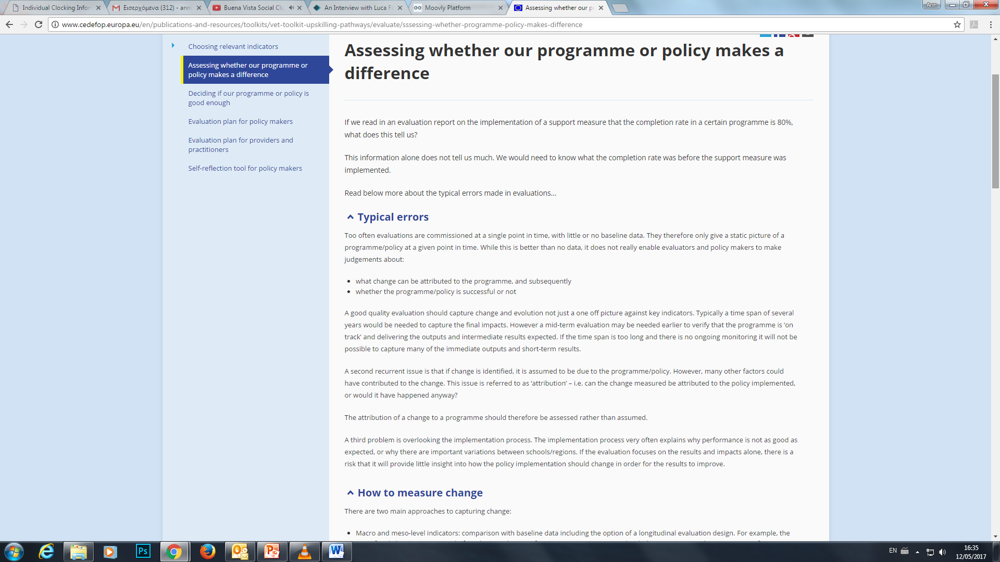 Individual Clocking Infor
Εισερχόμενα (312) - anni
Buena Vista Social Clu
An Interview with Luca Fa
Moovly Platform
Assessing whether our pr
Ann
www.cedefop.europa.eu/en/publications-and-resources/toolkits/vet-toolkit-upskilling-pathways/evaluate/sssessing-whether-programme-policy-makes-difference
Choosing relevant indicators
Assessing whether our programme or
policy makes a difference
Deciding if our programme or policy is
good enough
Evaluation plan for policy makers
Evaluation plan for providers and
practitioners
Self-reflection tool for policy makers
Assessing whether our programme or policy makes a
difference
If we read in an evaluation report on the implementation of a support measure that the completion rate in a certain programme is 80%,
what does this tell us?
This information alone does not tell us much. We would need to know what the completion rate was before the support measure was
implemented.
Read below more about the typical errors made in evaluations...
Typical errors
Too often evaluations are commissioned at a single point in time, with little or no baseline data. They therefore only give a static picture of a
programme/policy at a given point in time. While this is better than no data, it does not really enable evaluators and policy makers to make
judgements about:
• what change can be attributed to the programme, and subsequently
• whether the programme/policy is successful or not
A good quality evaluation should capture change and evolution not just a one off picture against key indicators. Typically a time span of several
years would be needed to capture the final impacts. However a mid-term evaluation may be needed earlier to verify that the programme is ‘on
track’ and delivering the outputs and intermediate results expected. If the time span is too long and there is no ongoing monitoring it will not be
possible to capture many of the immediate outputs and short-term results.
A second recurrent issue is that if change is identified, it is assumed to be due to the programme/policy. However, many other factors could
have contributed to the change. This issue is referred to as ‘attribution’ – i.e. can the change measured be attributed to the policy implemented,
or would it have happened anyway?
The attribution of a change to a programme should therefore be assessed rather than assumed.
A third problem is overlooking the implementation process. The implementation process very often explains why performance is not as good as
expected, or why there are important variations between schools/regions. If the evaluation focuses on the results and impacts alone, there is a
risk that it will provide little insight into how the policy implementation should change in order for the results to improve.
How to measure change
There are two main approaches to capturing change:
• Macro and meso-level indicators: comparison with baseline data including the option of a longitudinal evaluation design. For example, the
Ps
EN
16:35
12/05/2017